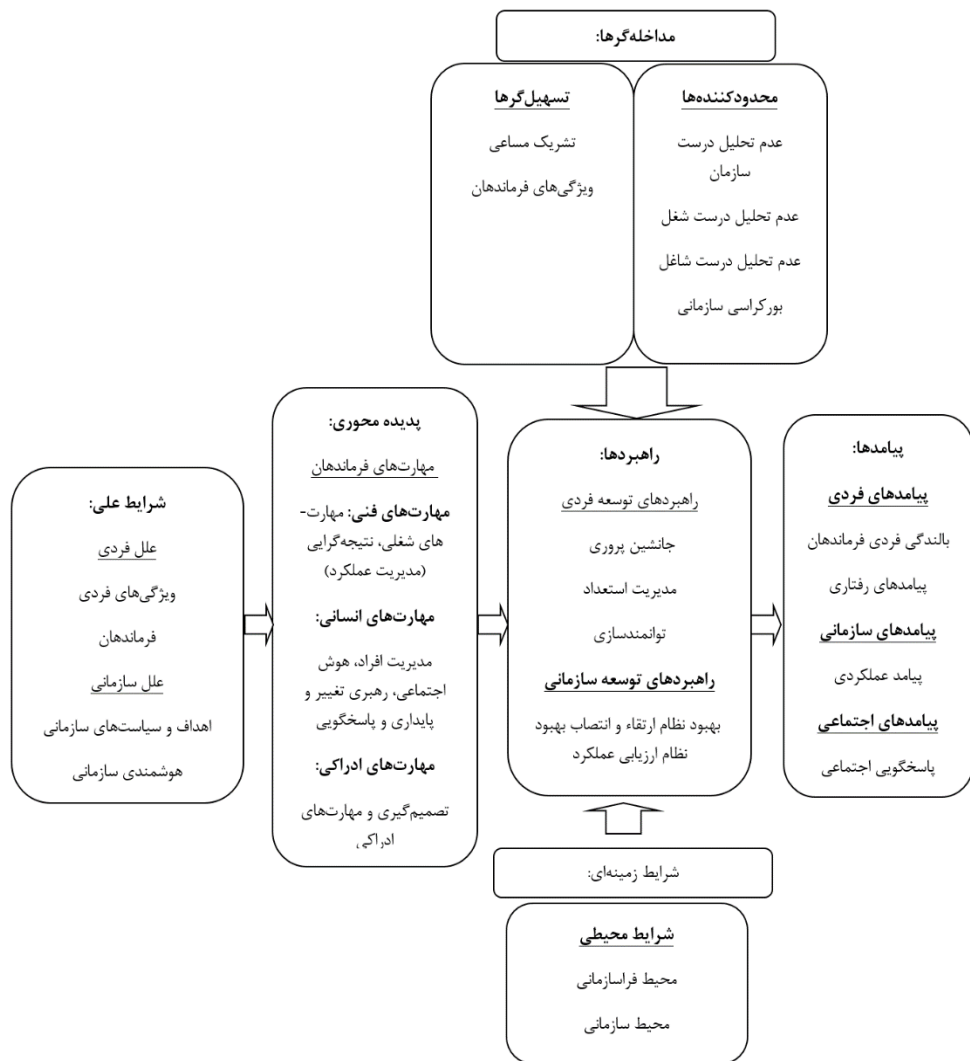 مداخله‌گرها:
محدودکننده‌ها
عدم تحلیل درست
سازمان
عدم تحلیل درست شغل
عدم تحلیل درست شاغل
بورکراسی سازمانی
تسهیل‌گرها
تشریک مساعی
ویژگی‌های فرماندهان
شرایط علی:
علل فردی
ویژگی‌های فردی
فرماندهان
علل سازمانی
اهداف و سیاست‌های سازمانی
هوشمندی سازمانی
پدیده محوری:
مهارت‌های فرماندهان
مهارت‌های فنی: مهارت-
های شغلی، نتیجه‌گرایی
(مدیریت عملکرد)
مهارت‌های انسانی:
مدیریت افراد، هوش
اجتماعی، رهبری تغییر و
پایداری و پاسخگویی
مهارت‌های ادراکی:
تصمیم‌گیری و مهارت‌های
ادراکی
راهبردها:
راهبردهای توسعه فردی
جانشین پروری
مدیریت استعداد
توانمندسازی
راهبردهای توسعه سازمانی
بهبود نظام ارتقاء و انتصاب بهبود
نظام ارزیابی عملکرد
پیامدها:
پیامدهای فردی
بالندگی فردی فرماندهان
پیامدهای رفتاری
پیامدهای سازمانی
پیامد عملکردی
پیامدهای اجتماعی
پاسخگویی اجتماعی
شرایط زمینه‌ای:
شرایط محیطی
محیط فراسازمانی
محیط سازمانی